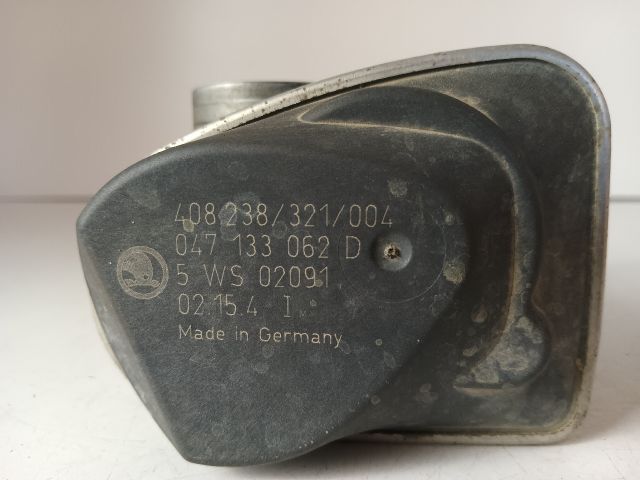 408 238/321/004
047 133 062 D
5 WS 02091
02.15.4 I
Made in Germany